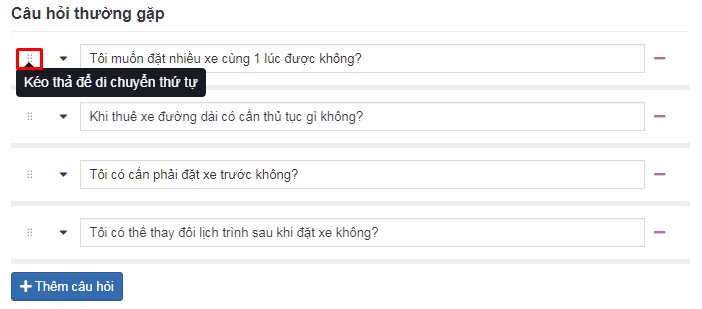 Câu hỏi thường gặp
Tôi muốn đặt nhiều xe cùng 1 lúc được không?
Kéo thả để di chuyển thứ tự
Khi thuê xe đường dài có cần thủ tục gì không?
Tôi có cần phải đặt xe trước không?
Tôi có thể thay đổi lịch trình sau khi đặt xe không?
Thêm câu hỏi